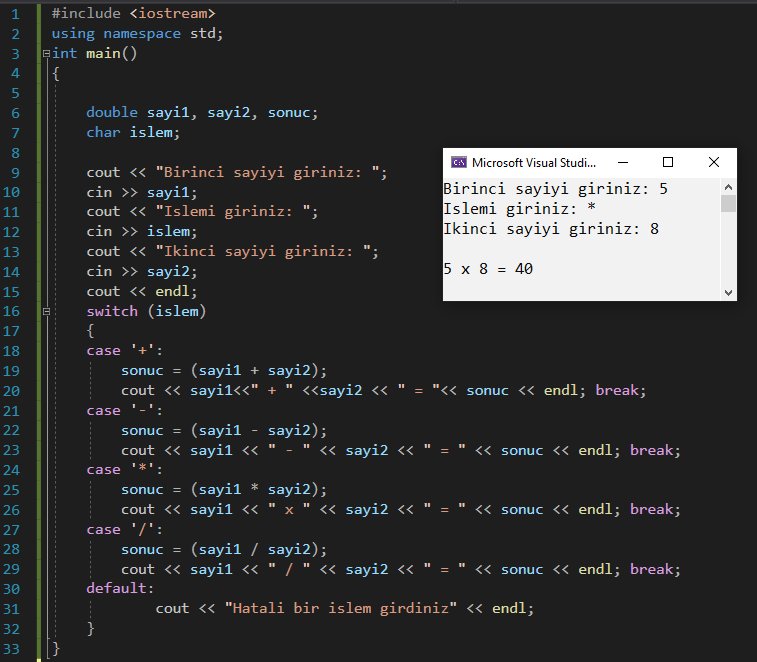 1 #include <iostream>
2 using namespace std;
3 int main()
4 {
5
6 double sayi1, sayi2, sonuc;
7 char islem;
8
9 cout << "Birinci sayiyi giriniz: ";
10 cin >> sayi1;
11 cout << "Islemi giriniz: ";
12 cin >> islem;
13 cout << "Ikinci sayiyi giriniz: ";
14 cin >> sayi2;
15 cout << endl;
16 switch (islem)
17 {
18 case '+':
19 sonuc = (sayi1 + sayi2);
20 cout << sayi1<<" + " <<sayi2 << " = "<< sonuc << endl; break;
21 case '-':
22 sonuc = (sayi1 - sayi2);
23 cout << sayi1 << " - " << sayi2 << " = " << sonuc << endl; break;
24 case '*':
25 sonuc = (sayi1 * sayi2);
26 cout << sayi1 << " x " << sayi2 << " = " << sonuc << endl; break;
27 case '/':
28 sonuc = (sayi1 / sayi2);
29 cout << sayi1 << " / " << sayi2 << " = " << sonuc << endl; break;
30 default:
31 cout << "Hatali bir islem girdiniz" << endl;
32 }
33 }
C:\ Microsoft Visual Studi...
Birinci sayiyi giriniz: 5
Islemi giriniz: *
Ikinci sayiyi giriniz: 8
5 x 8 = 40